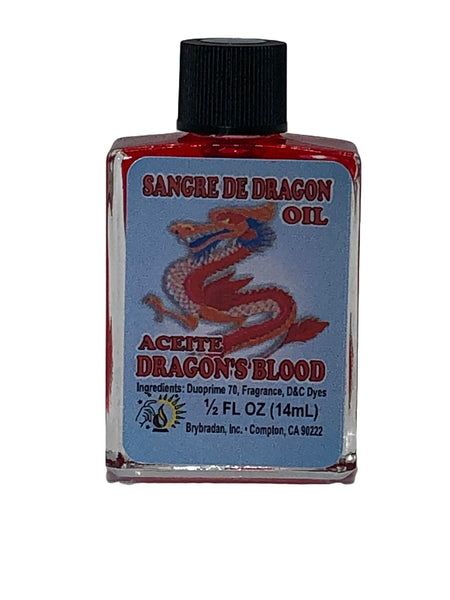 SANGRE DE DRAGON
OIL
ACEITE
DRAGON'S BLOOD
Ingredients: Duoprime 70, Fragrance, D&C Dyes
½ FL OZ (14mL)
Brybradan, Inc. • Compton, CA 90222